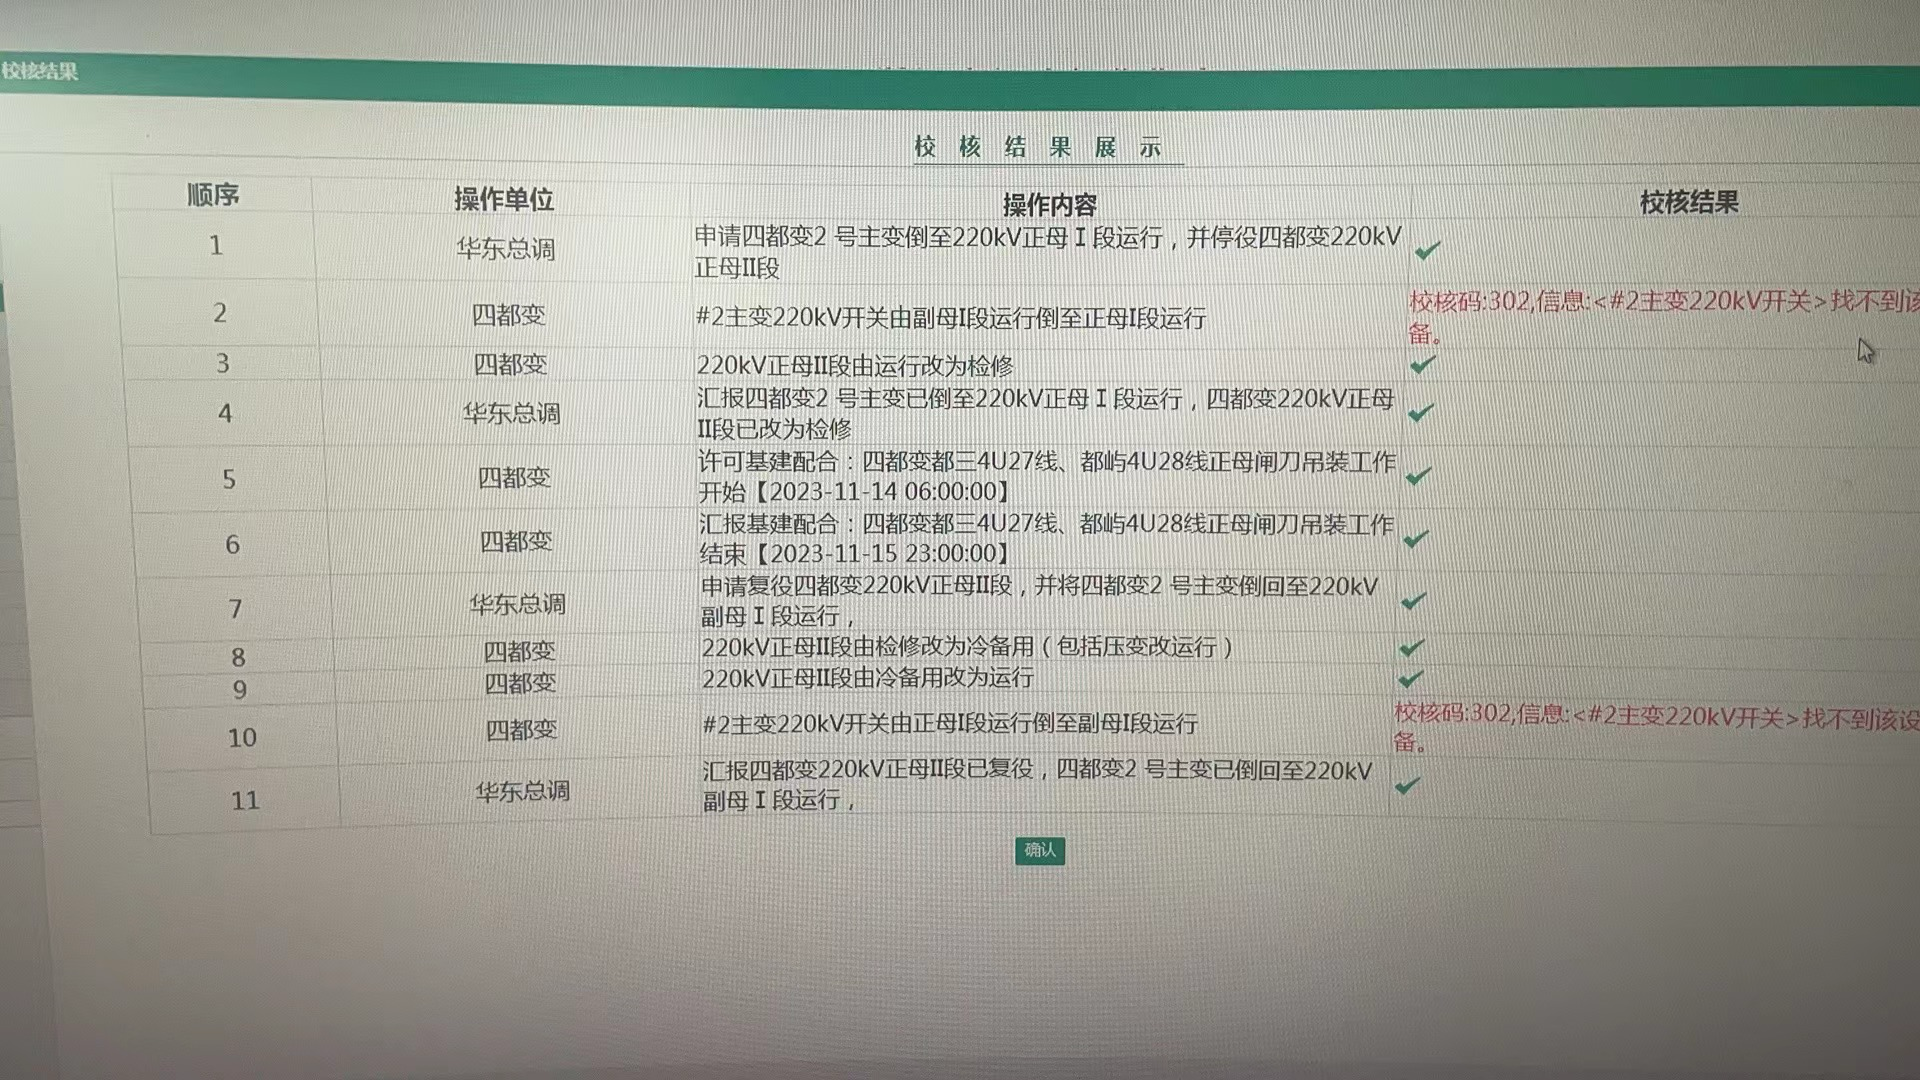 校核结果
校核结果展示
顺序 操作单位 操作内容 校核结果
1 华东总调 申请四都变2 号主变倒至220kV正母Ⅰ段运行，并停役四都变220kV
正母II段
2 四都变 #2主变220kV开关由副母I段运行倒至正母I段运行 校核码:302,信息:<#2主变220kV开关>找不到该
备。
3 四都变 220kV正母II段由运行改为检修
4 华东总调 汇报四都变2 号主变已倒至220kV正母Ⅰ段运行，四都变220kV正母
II段已改为检修
5 四都变 许可基建配合：四都变都三4U27线、都屿4U28线正母闸刀吊装工作
开始【2023-11-14 06:00:00】
6 四都变 汇报基建配合：四都变都三4U27线、都屿4U28线正母闸刀吊装工作
结束【2023-11-15 23:00:00】
7 华东总调 申请复役四都变220kV正母II段，并将四都变2 号主变倒回至220kV
副母Ⅰ段运行，
8 四都变 220kV正母II段由检修改为冷备用（包括压变改运行）
9 四都变 220kV正母II段由冷备用改为运行
10 四都变 #2主变220kV开关由正母I段运行倒至副母I段运行 校核码:302,信息:<#2主变220kV开关>找不到该设
备。
11 华东总调 汇报四都变220kV正母II段已复役，四都变2 号主变已倒回至220kV
副母Ⅰ段运行，
确认